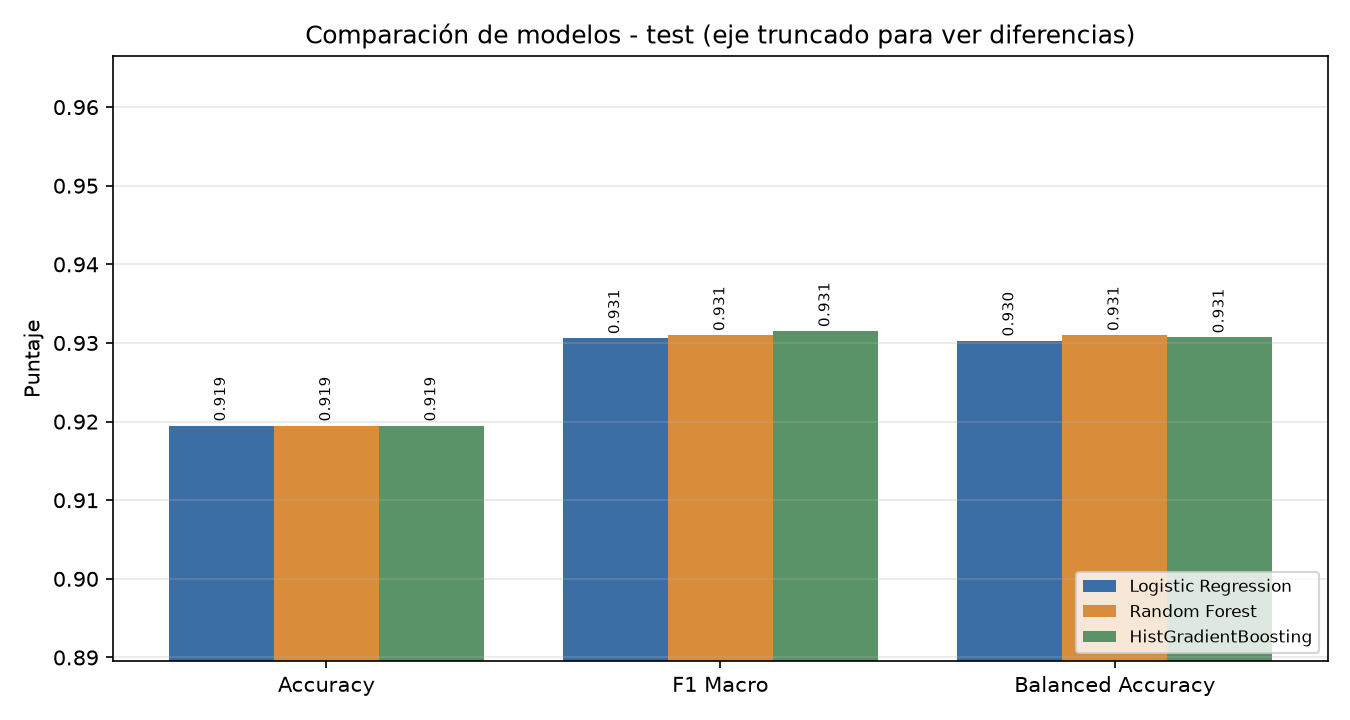 Comparación de modelos - test (eje truncado para ver diferencias)
Puntaje
0.96
0.95
0.94
0.93
0.92
0.91
0.90
0.89
0.919
0.919
0.919
0.931
0.931
0.931
0.930
0.931
0.931
Logistic Regression
Random Forest
HistGradientBoosting
Accuracy
F1 Macro
Balanced Accuracy